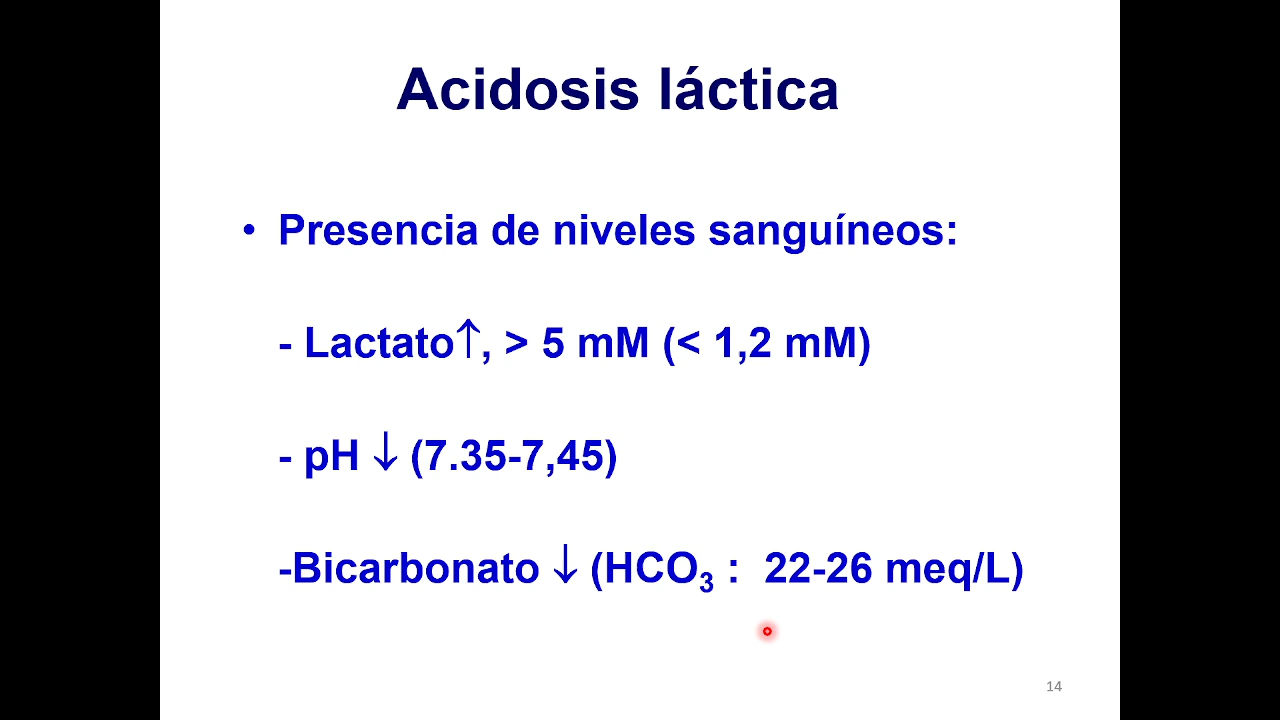 Acidosis láctica
• Presencia de niveles sanguíneos:
- Lactato↑, > 5 mM (< 1,2 mM)
- pH ↓ (7.35-7,45)
-Bicarbonato ↓ (HCO₃ : 22-26 meq/L)
14